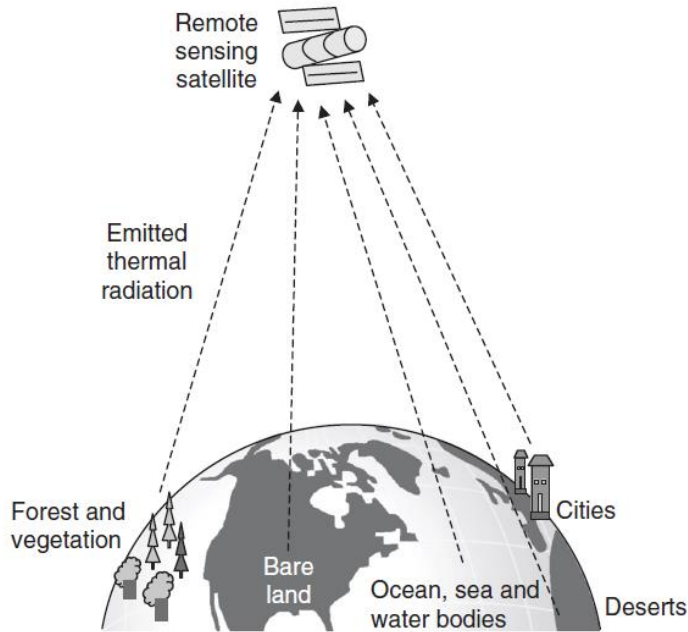 Remote
sensing
satellite
Emitted
thermal
radiation
Forest and
vegetation
Bare
land
Ocean, sea and
water bodies
Cities
Deserts